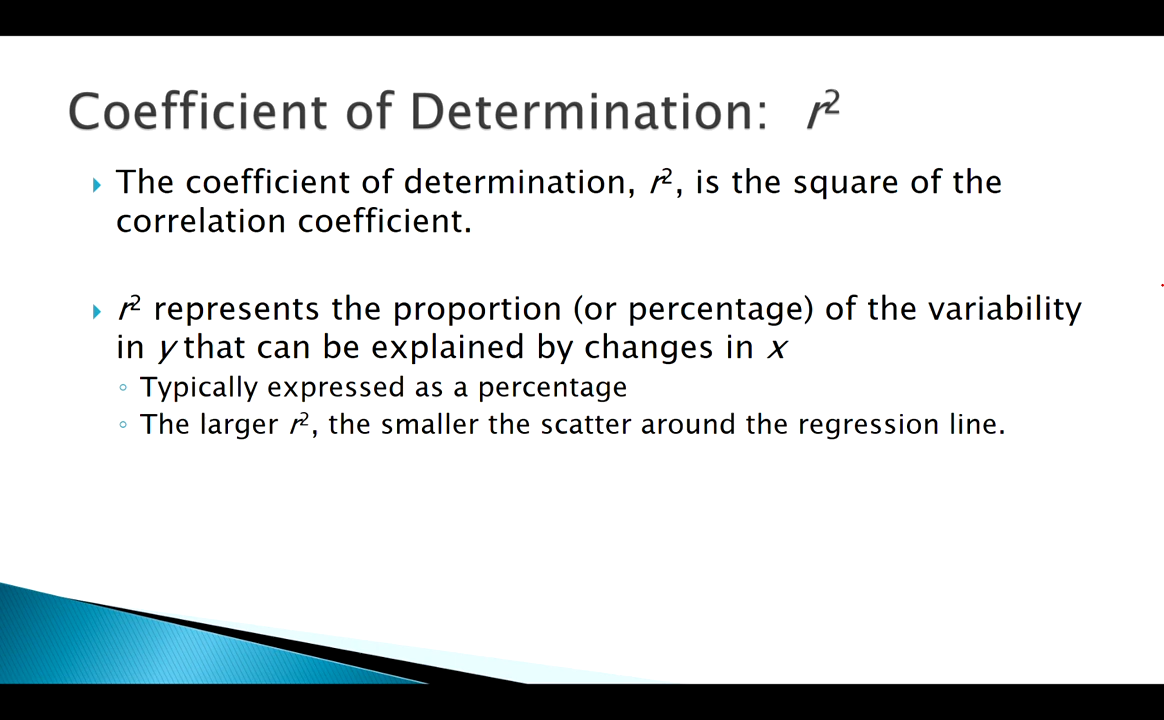 Coefficient of Determination: r²
The coefficient of determination, r², is the square of the
correlation coefficient.
r² represents the proportion (or percentage) of the variability
in y that can be explained by changes in x
Typically expressed as a percentage
The larger r², the smaller the scatter around the regression line.